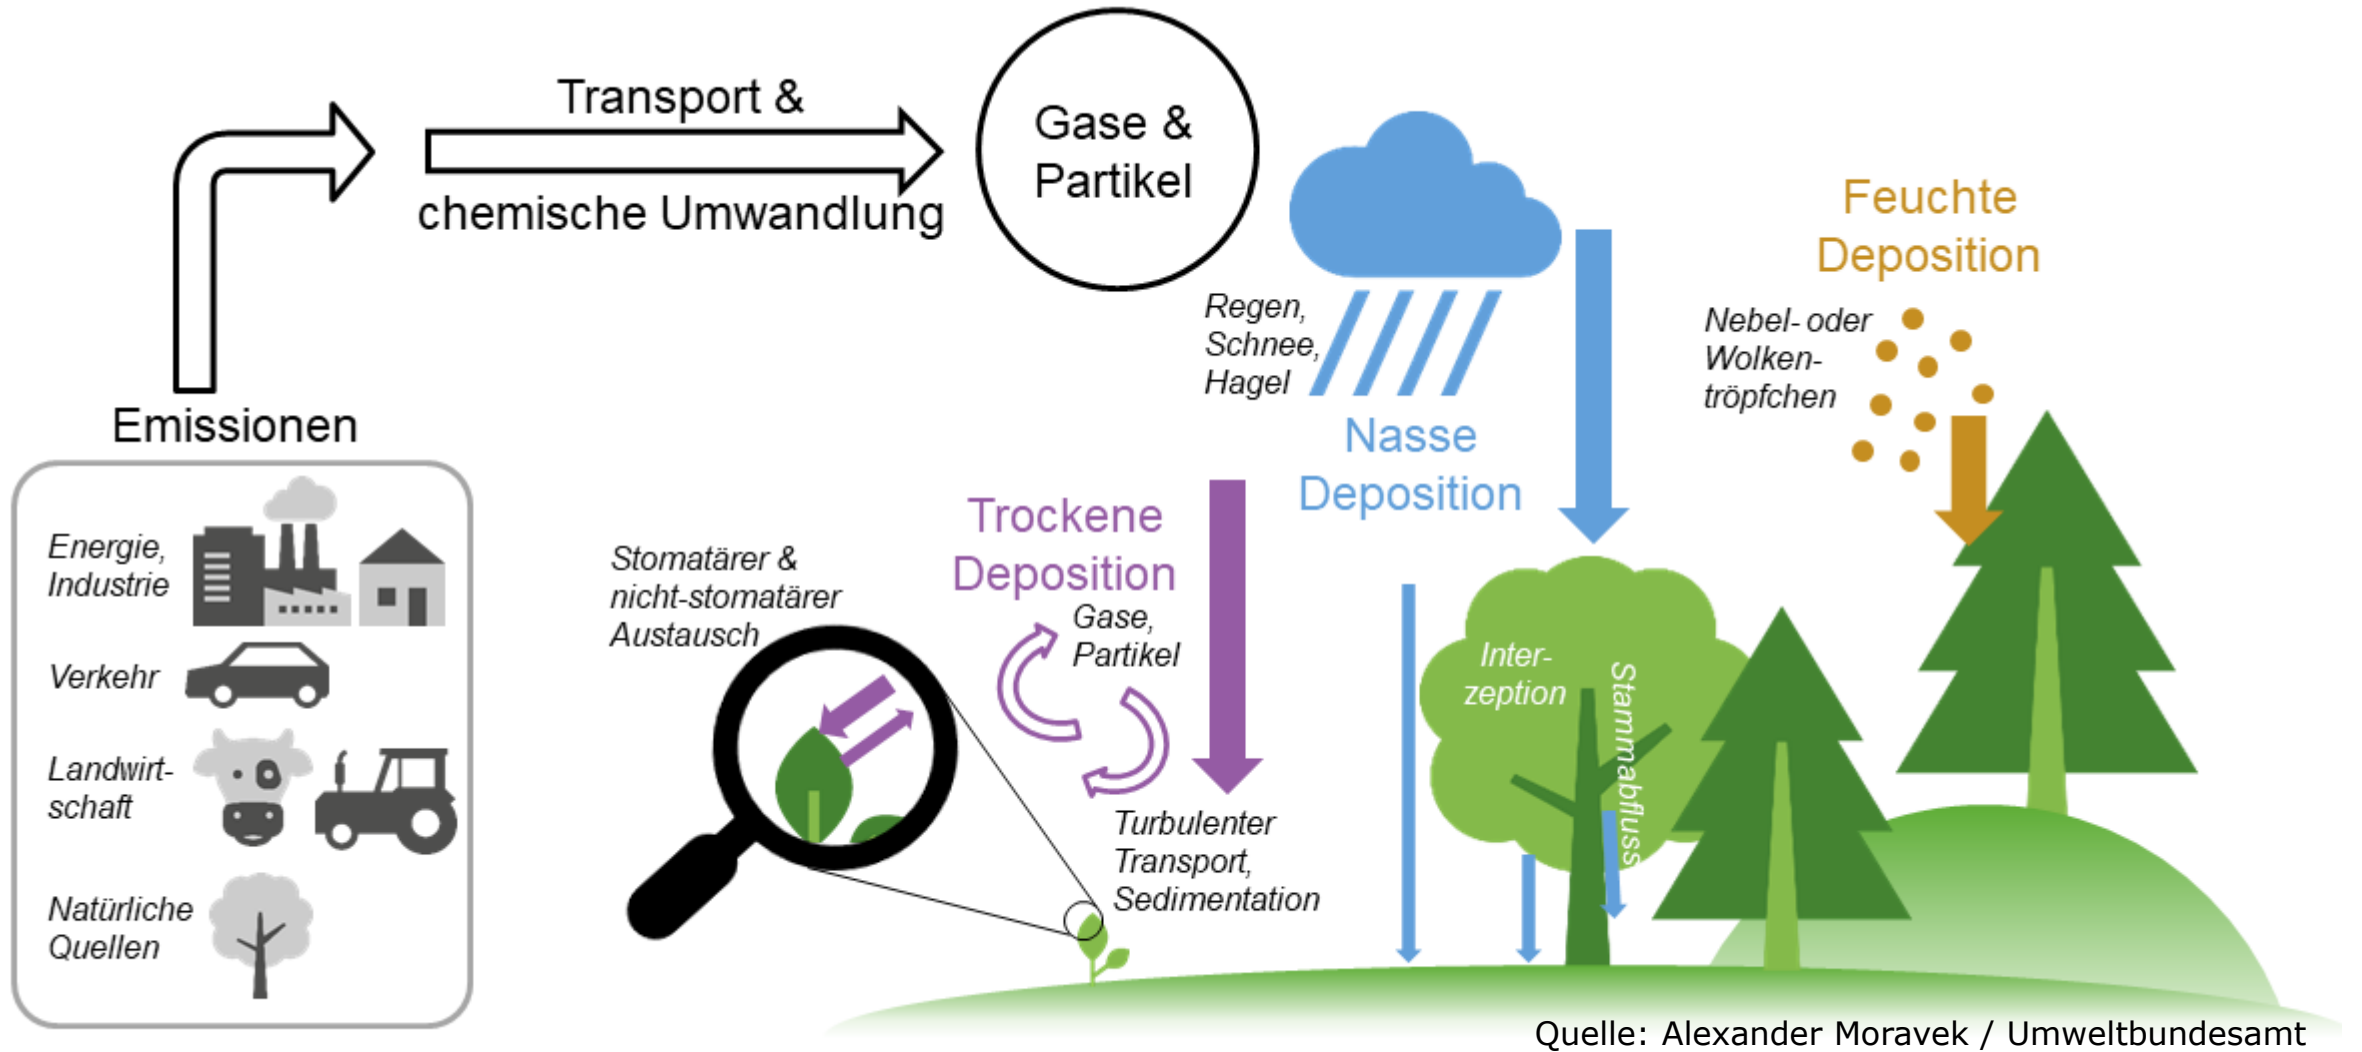 Transport &
chemische Umwandlung
Gase &
Partikel
Emissionen
Energie,
Industrie
Verkehr
Landwirt-
schaft
Natürliche
Quellen
Stomatärer &
nicht-stomatärer
Austausch
Trockene
Deposition
Gase,
Partikel
Turbulenter
Transport,
Sedimentation
Regen,
Schnee,
Hagel
Nasse
Deposition
Inter-
zeption
Stammabfluss
Feuchte
Deposition
Nebel- oder
Wolken-
tröpfchen
Quelle: Alexander Moravek / Umweltbundesamt